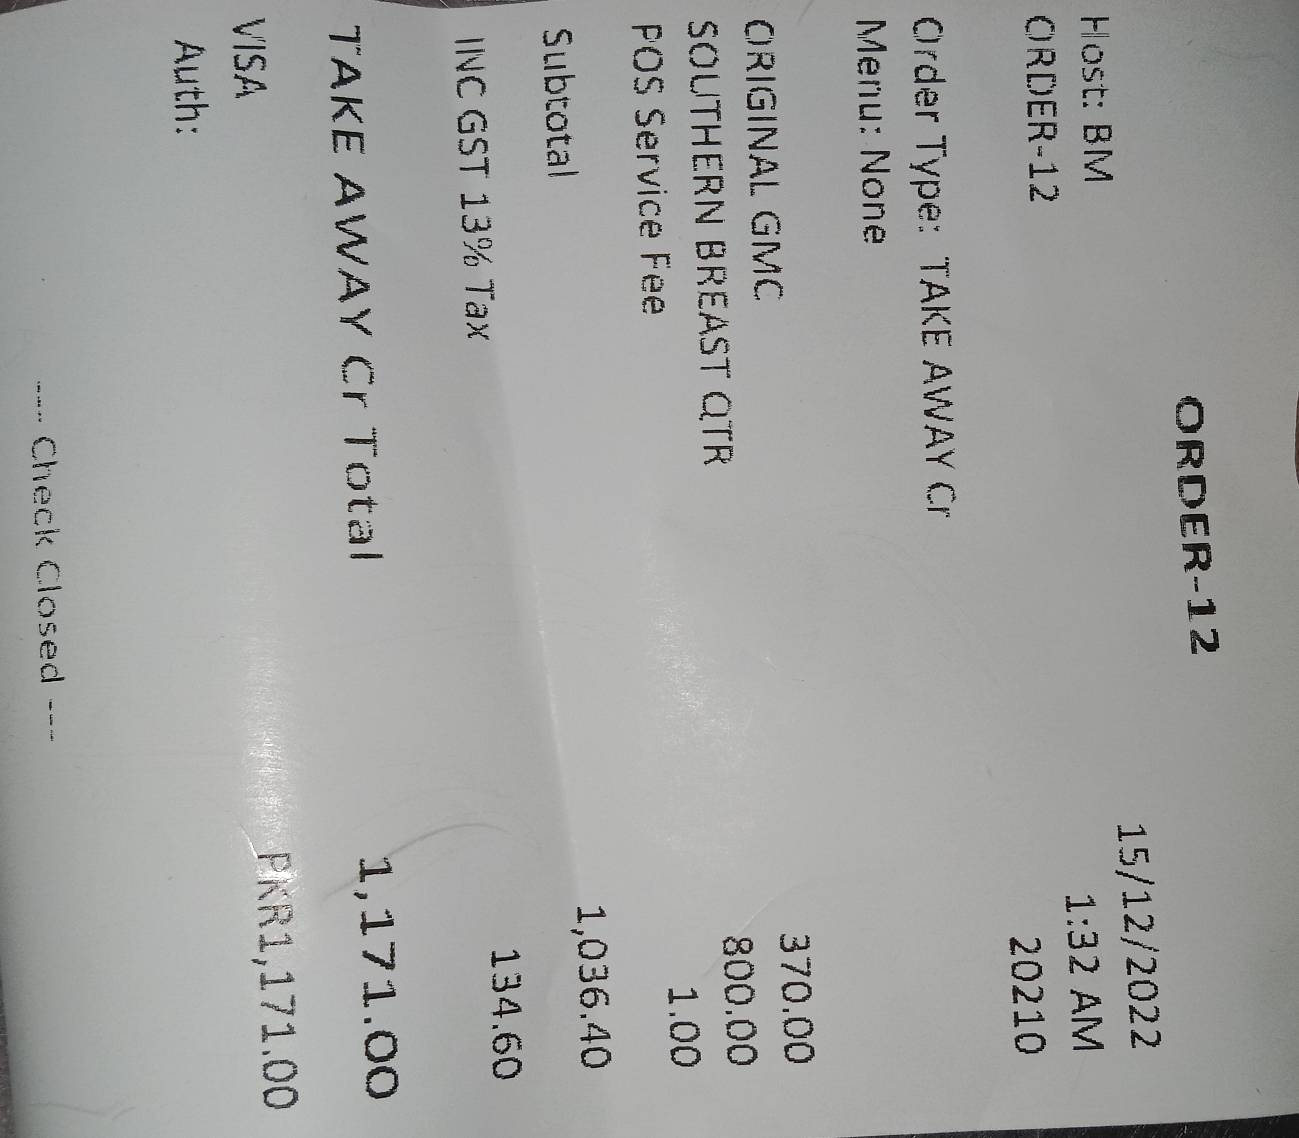 ORDER-12
15/12/2022
Host: BM 1:32 AM
ORDER-12 20210
Order Type: TAKE AWAY Cr
Menu: None
ORIGINAL GMC 370.00
SOUTHERN BREAST QTR 800.00
POS Service Fee 1.00
Subtotal 1,036.40
INC GST 13% Tax 134.60
TAKE AWAY Cr Total 1,171.00
VISA PKR1,171.00
Auth:
---- Check Closed ----